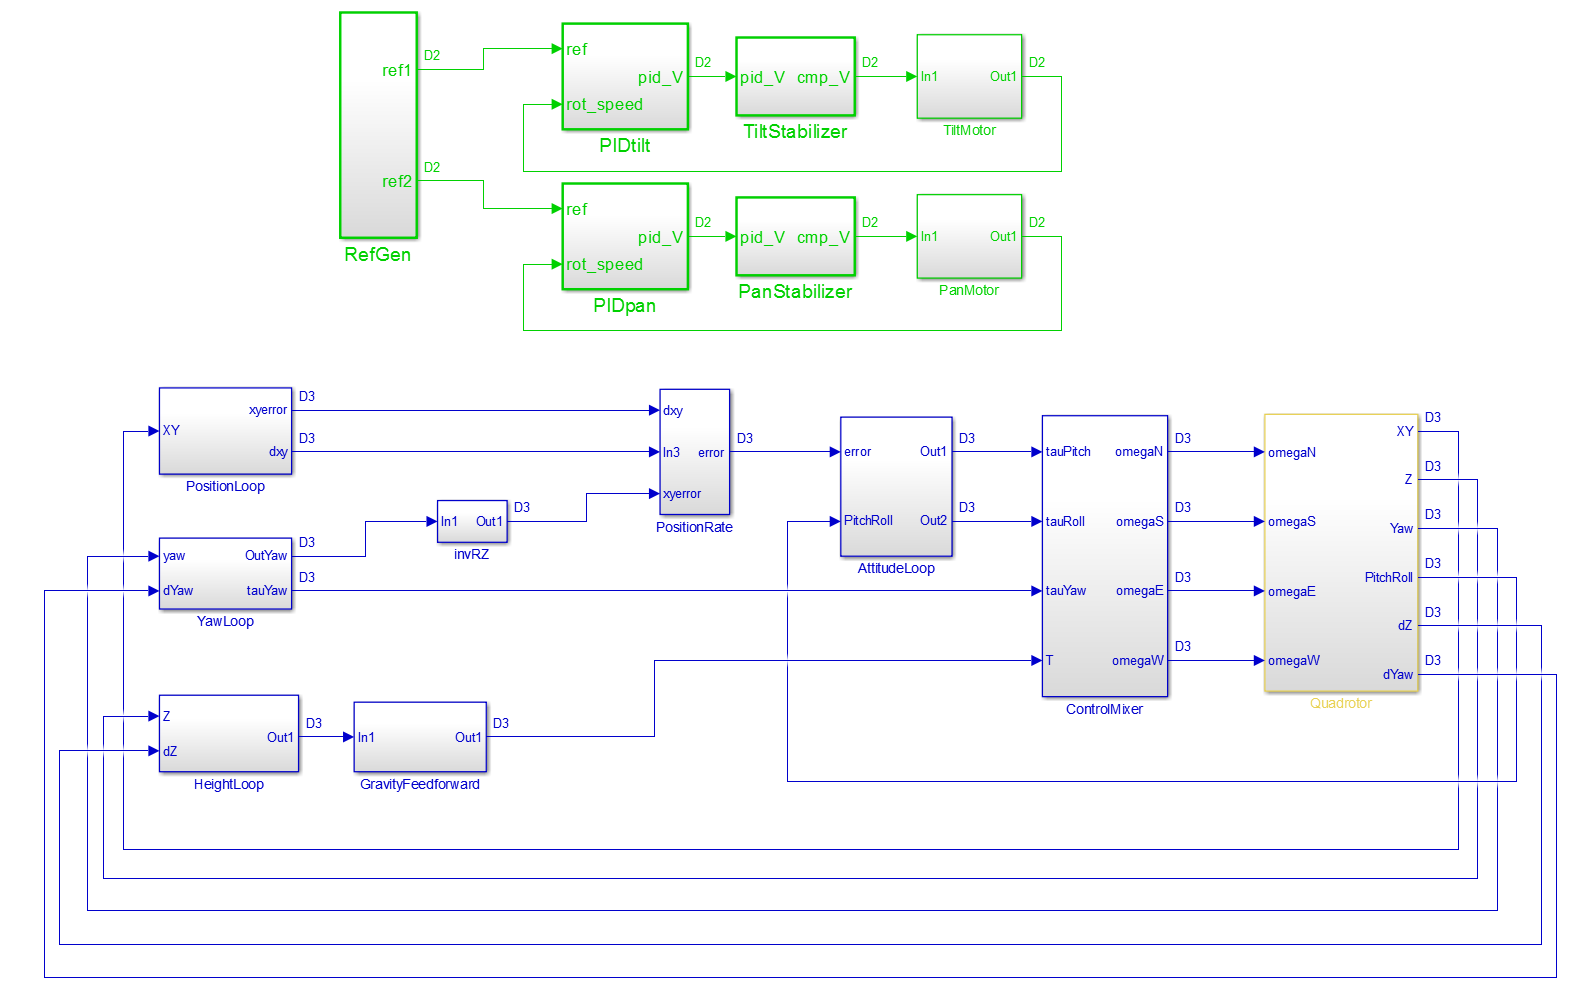 ref1
D2
ref2
D2
RefGen
ref
rot_speed
pid_V
D2
PIDtilt
pid_V cmp_V
D2
TiltStabilizer
In1 Out1
D2
TiltMotor
ref
rot_speed
pid_V
D2
PIDpan
pid_V cmp_V
D2
PanStabilizer
In1 Out1
D2
PanMotor
XY
xyerror
D3
dxy
D3
PositionLoop
yaw OutYaw
D3
dYaw tauYaw
D3
YawLoop
In1 Out1
D3
invRZ
dxy
In3 error
D3
xyerror
PositionRate
Z
dZ
Out1
D3
HeightLoop
In1 Out1
D3
GravityFeedforward
error Out1
D3
PitchRoll Out2
D3
AttitudeLoop
tauPitch omegaN
D3
tauRoll omegaS
D3
tauYaw omegaE
D3
T omegaW
D3
ControlMixer
omegaN
omegaS
omegaE
omegaW
XY
D3
Z
D3
Yaw
D3
PitchRoll
D3
dZ
D3
dYaw
D3
Quadrotor